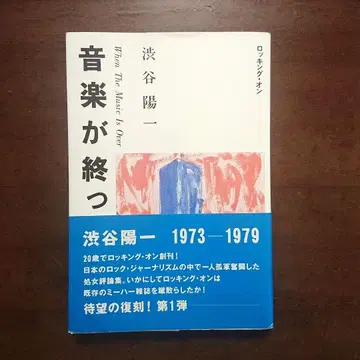 ロッキング・オン
渋谷陽一
When The Music Is Over
音楽が終っ
渋谷陽一 1973—1979
20歳でロッキング・オン創刊!
日本のロック・ジャーナリズムの中で一人孤軍奮闘した
処女評論集。いかにしてロッキング・オンは
既存のミーハー雑誌を蹴散らしたか!
待望の復刻! 第1弾